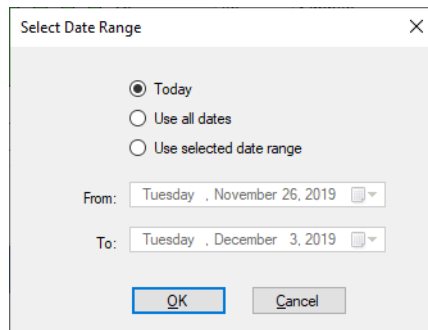 Select Date Range
Today
Use all dates
Use selected date range
From: Tuesday , November 26, 2019
To: Tuesday , December 3, 2019
OK Cancel